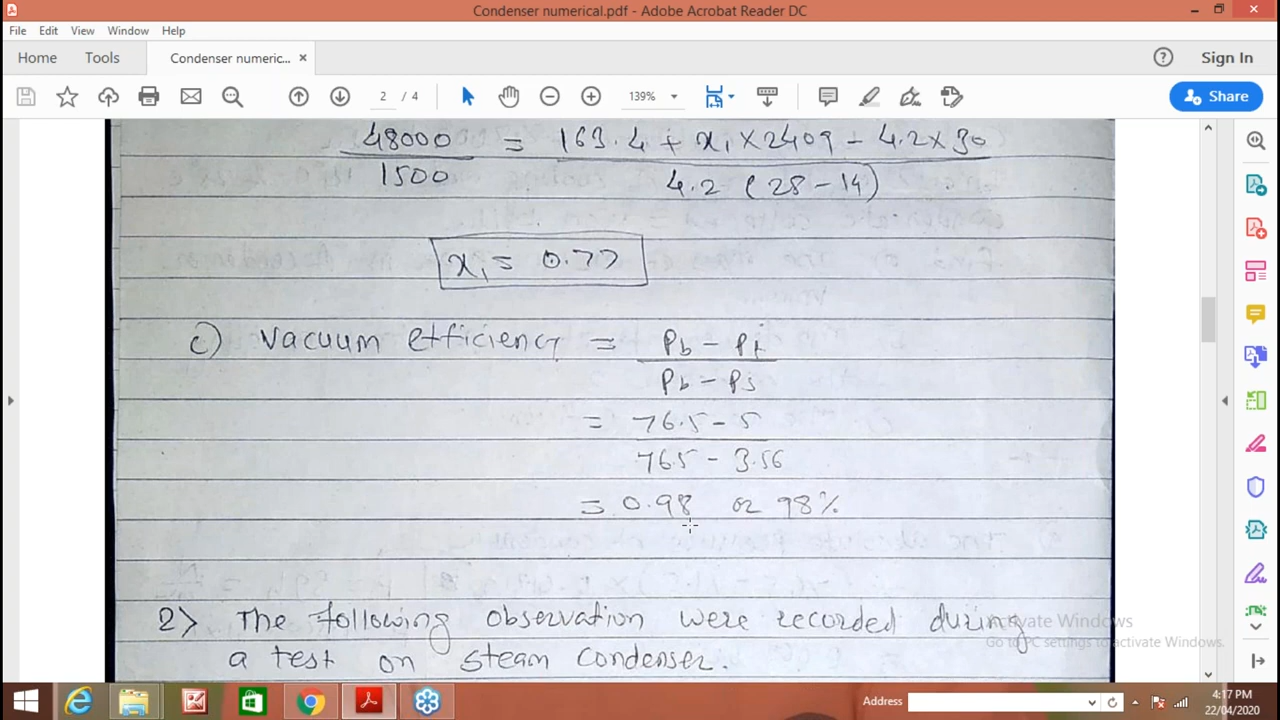 Condenser numerical.pdf - Adobe Acrobat Reader DC
File Edit View Window Help
Home Tools Condenser numeric... × Sign In
2 / 4 139% Share
48000 = 163.4 + x₁ × 2409 - 4.2 × 30
1500 4.2 (28 - 14)
x₁ = 0.77
c) Vacuum efficiency = Pb - Pt
Pb - Ps
= 76.5 - 5
76.5 - 3.56
= 0.98 or 98%
2) The following observation were recorded during
a test on steam condenser.
Activate Windows
Go to PC settings to activate Windows.
Address
4:17 PM
22/04/2020